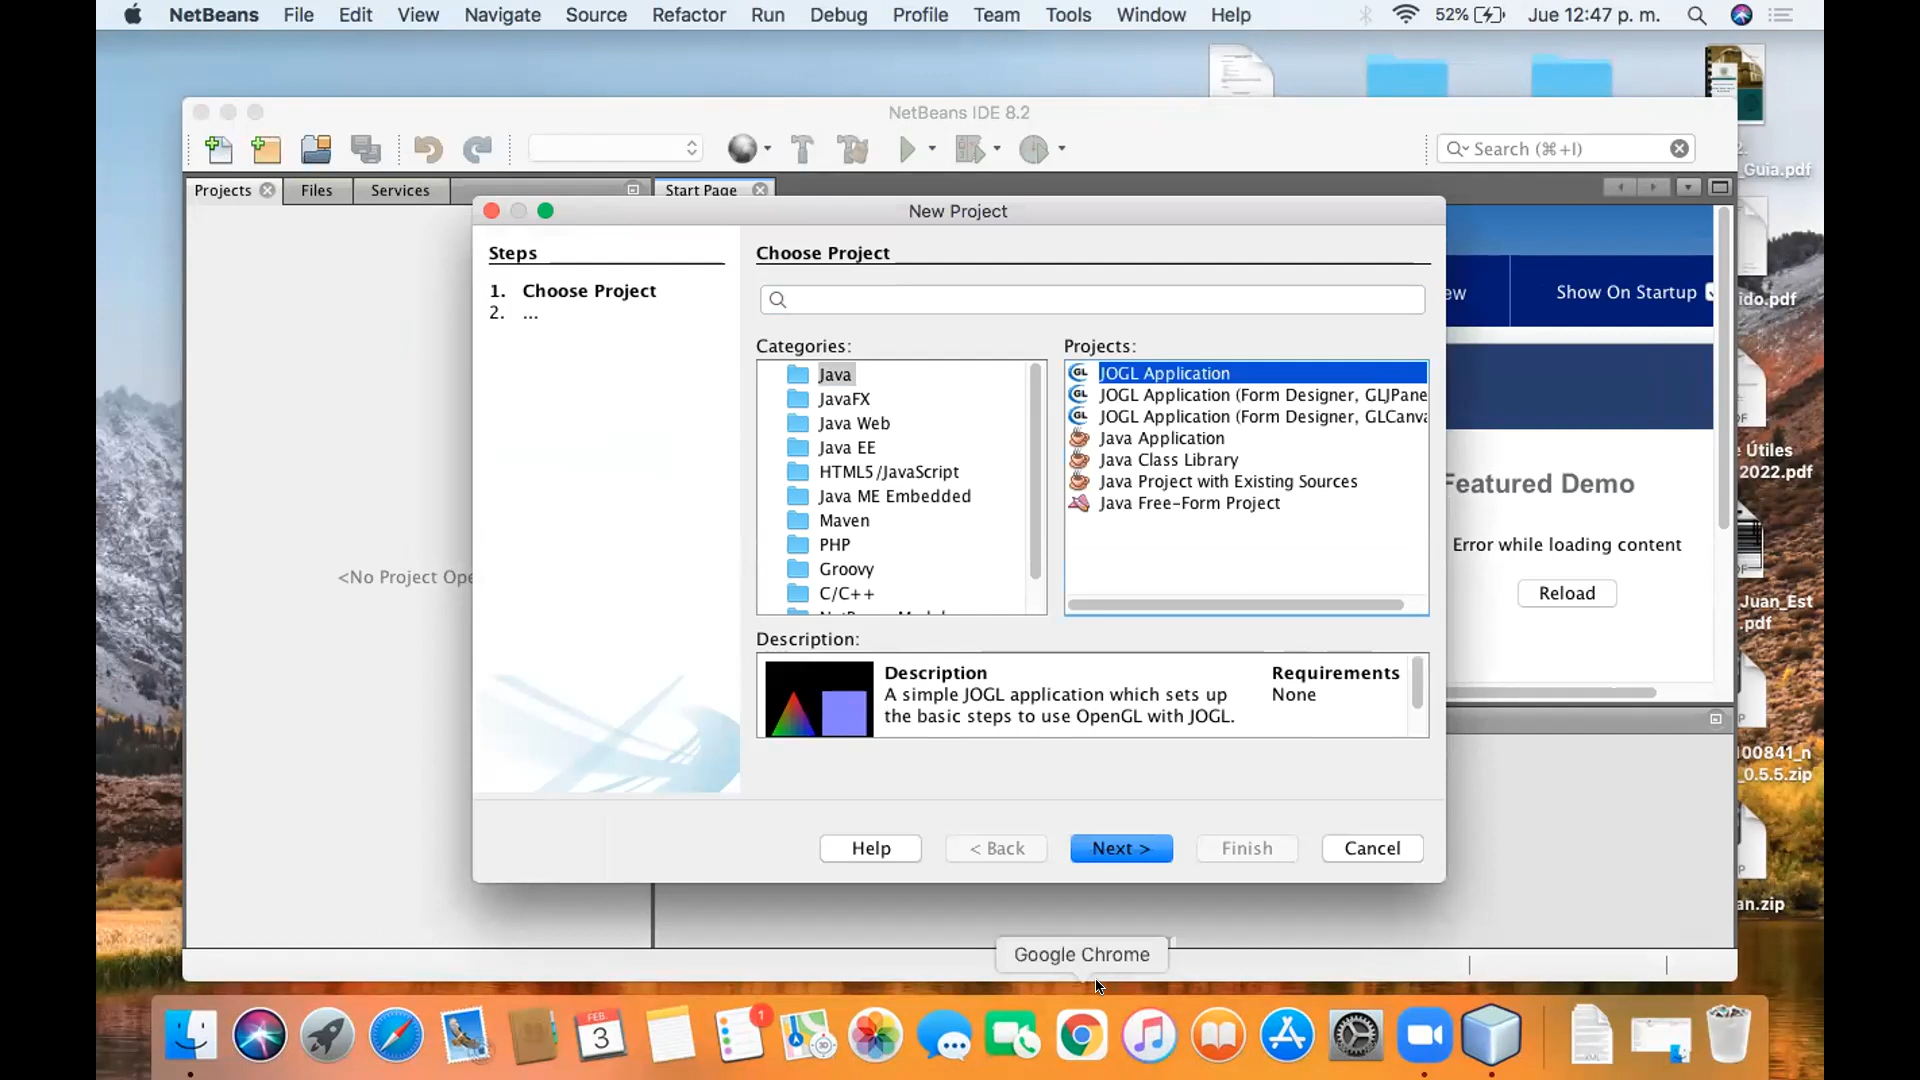 NetBeans File Edit View Navigate Source Refactor Run Debug Profile Team Tools Window Help 52% Jue 12:47 p. m.
NetBeans IDE 8.2
Search (⌘+I)
_Guia.pdf
Projects Files Services Start Page
New Project
Steps
1. Choose Project
2. ...
Choose Project
ew
Show On Startup
ido.pdf
Categories:
Java
JavaFX
Java Web
Java EE
HTML5/JavaScript
Java ME Embedded
Maven
PHP
Groovy
C/C++
Projects:
JOGL Application
JOGL Application (Form Designer, GLJPane
JOGL Application (Form Designer, GLCanva
Java Application
Java Class Library
Java Project with Existing Sources
Java Free-Form Project
<No Project Ope
Featured Demo
Error while loading content
Reload
Útiles
2022.pdf
Juan_Est
.pdf
Description:
Description
A simple JOGL application which sets up
the basic steps to use OpenGL with JOGL.
Requirements
None
100841_n
_0.5.5.zip
Help < Back Next > Finish Cancel
an.zip
Google Chrome
FEB.
3
1